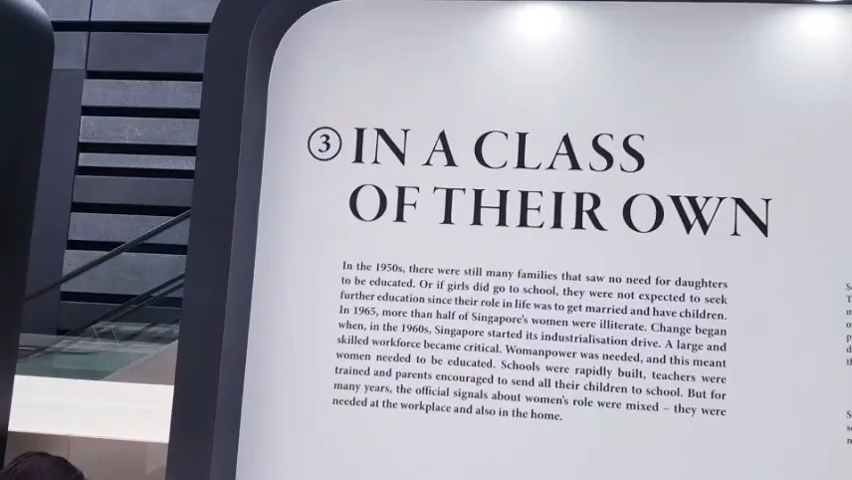 3 IN A CLASS
OF THEIR OWN
In the 1950s, there were still many families that saw no need for daughters
to be educated. Or if girls did go to school, they were not expected to seek
further education since their role in life was to get married and have children.
In 1965, more than half of Singapore's women were illiterate. Change began
when, in the 1960s, Singapore started its industrialisation drive. A large and
skilled workforce became critical. Womanpower was needed, and this meant
women needed to be educated. Schools were rapidly built, teachers were
trained and parents encouraged to send all their children to school. But for
many years, the official signals about women's role were mixed – they were
needed at the workplace and also in the home.